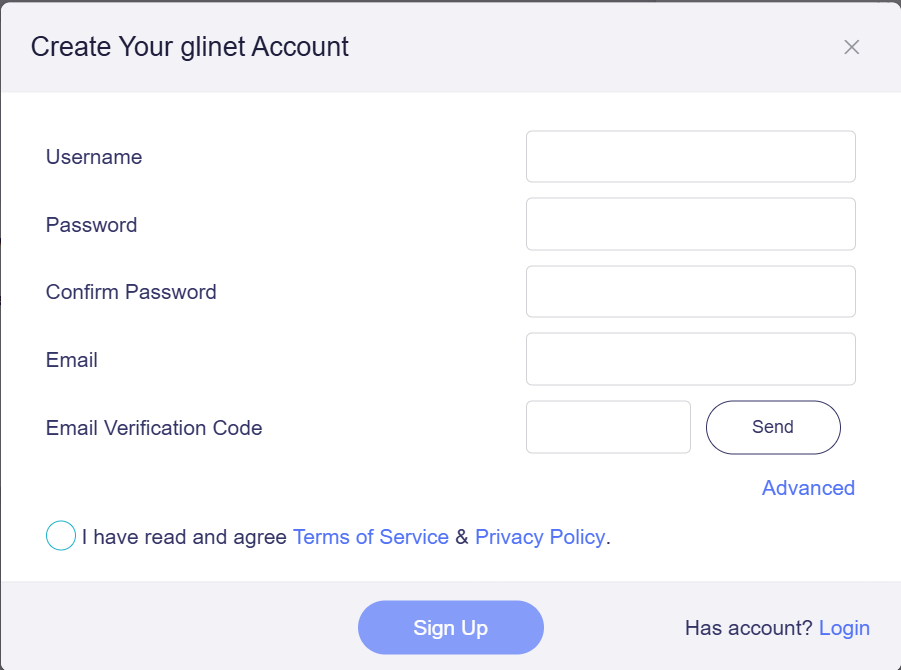 Create Your glinet Account
Username
Password
Confirm Password
Email
Email Verification Code
Send
Advanced
I have read and agree Terms of Service & Privacy Policy.
Sign Up
Has account? Login